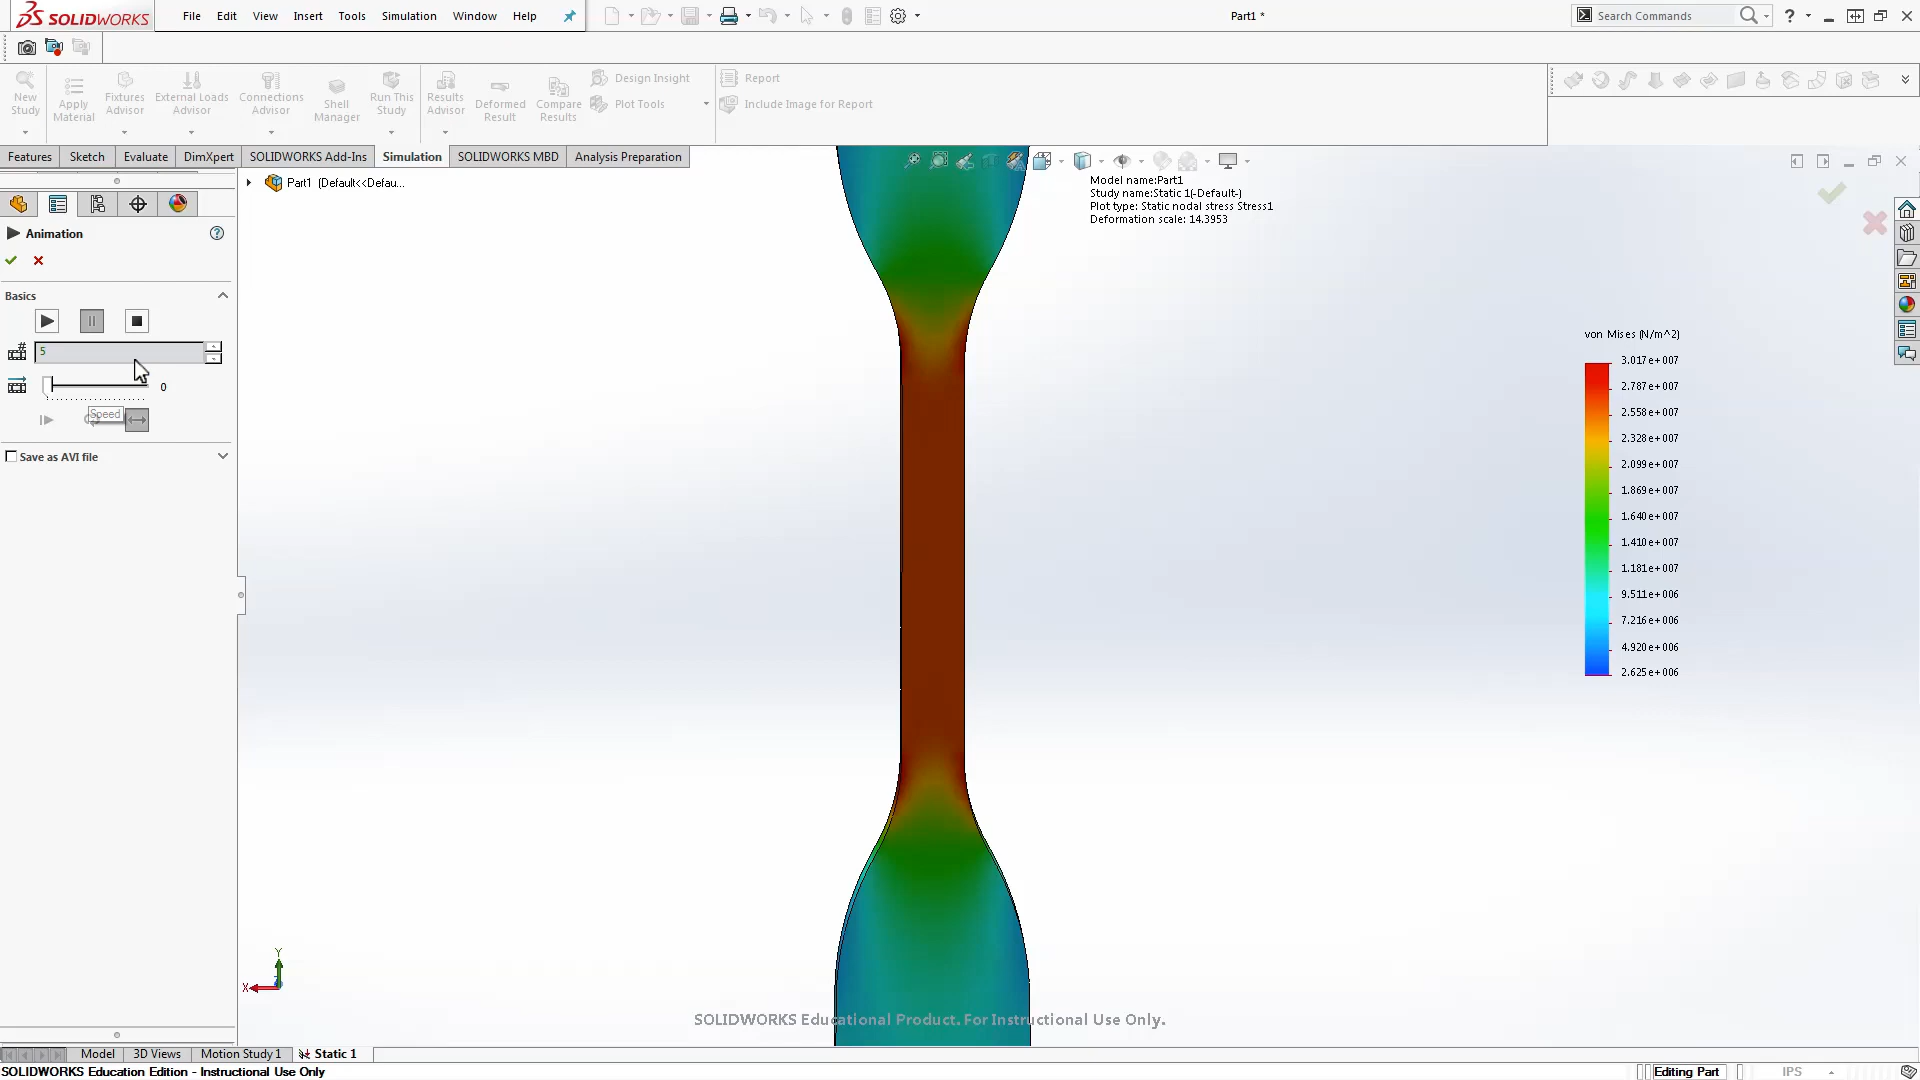 SOLIDWORKS
File Edit View Insert Tools Simulation Window Help
Part1 *
Search Commands
New Study
Apply Material
Fixtures Advisor
External Loads Advisor
Connections Advisor
Shell Manager
Run This Study
Results Advisor
Deformed Result
Compare Results
Design Insight
Plot Tools
Report
Include Image for Report
Features Sketch Evaluate DimXpert SOLIDWORKS Add-Ins Simulation SOLIDWORKS MBD Analysis Preparation
Part1 (Default<<Defau...
Model name:Part1
Study name:Static 1(-Default-)
Plot type: Static nodal stress Stress1
Deformation scale: 14.3953
Animation
Basics
5
0
Speed
Save as AVI file
von Mises (N/m^2)
3.017e+007
2.787e+007
2.558e+007
2.328e+007
2.099e+007
1.869e+007
1.640e+007
1.410e+007
1.181e+007
9.511e+006
7.216e+006
4.920e+006
2.625e+006
Y
X
SOLIDWORKS Educational Product. For Instructional Use Only.
Model 3D Views Motion Study 1 Static 1
SOLIDWORKS Education Edition - Instructional Use Only
Editing Part IPS